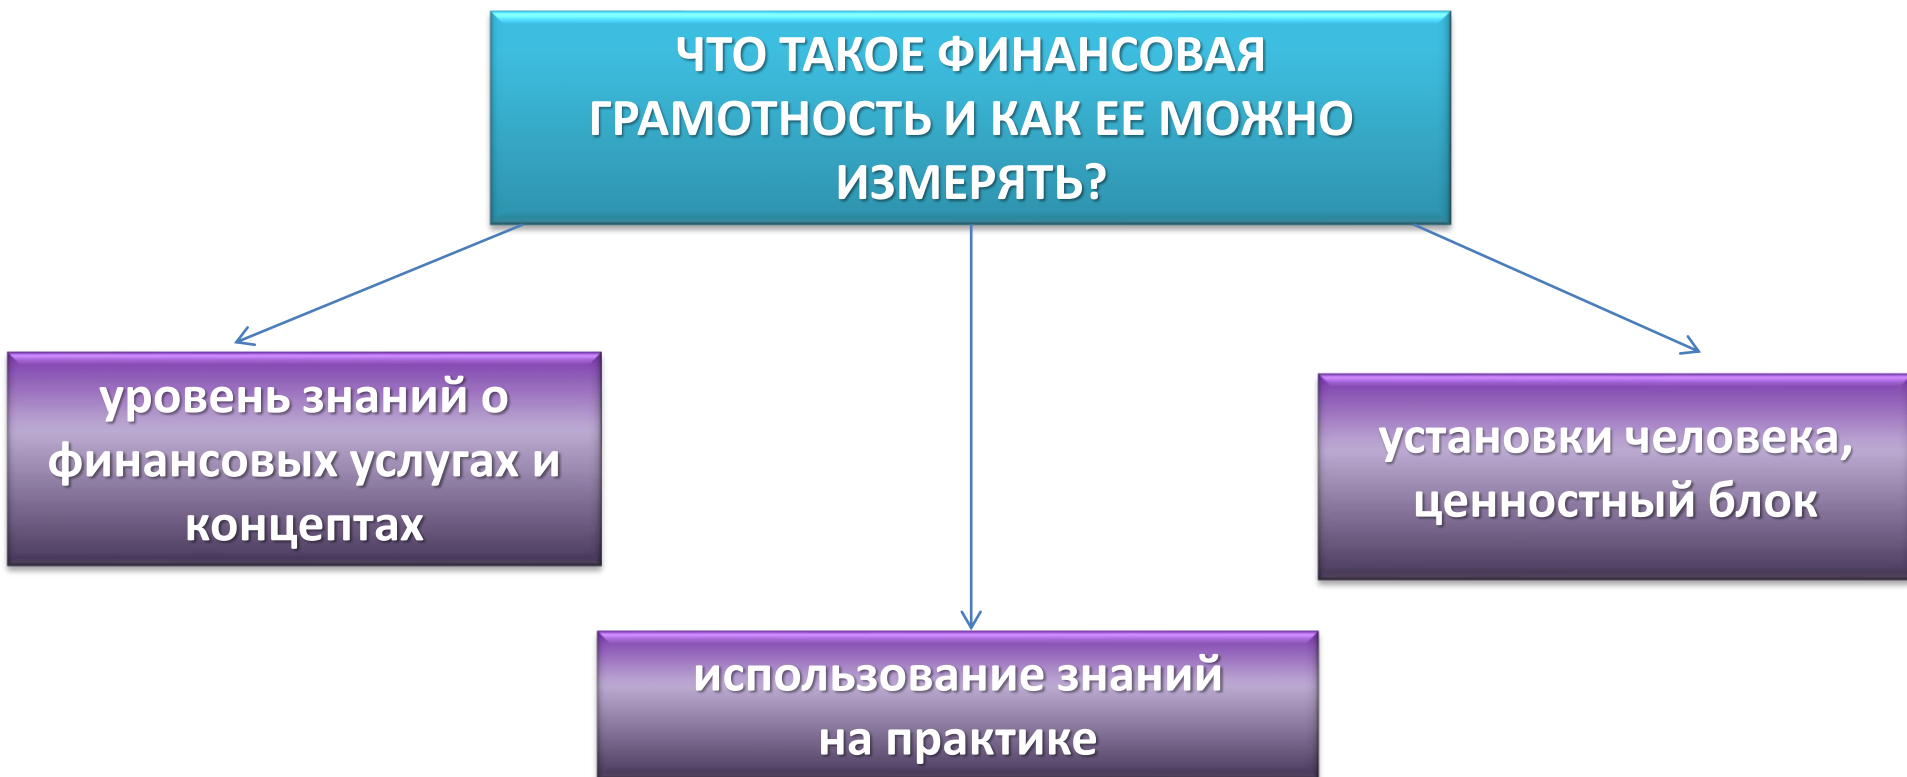 ЧТО ТАКОЕ ФИНАНСОВАЯ
ГРАМОТНОСТЬ И КАК ЕЕ МОЖНО
ИЗМЕРЯТЬ?
уровень знаний о
финансовых услугах и
концептах
установки человека,
ценностный блок
использование знаний
на практике